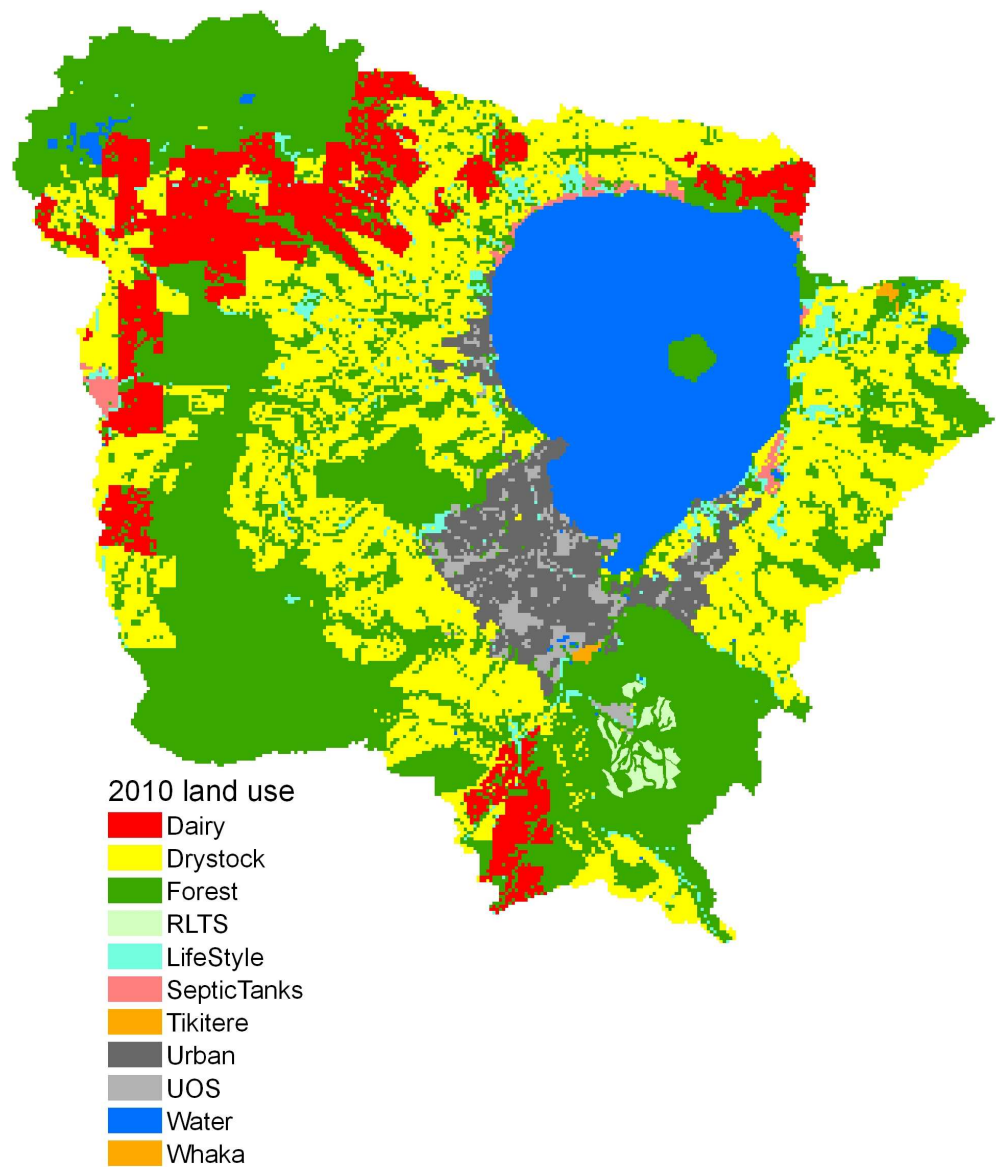 2010 land use
Dairy
Drystock
Forest
RLTS
LifeStyle
SepticTanks
Tikitere
Urban
UOS
Water
Whaka